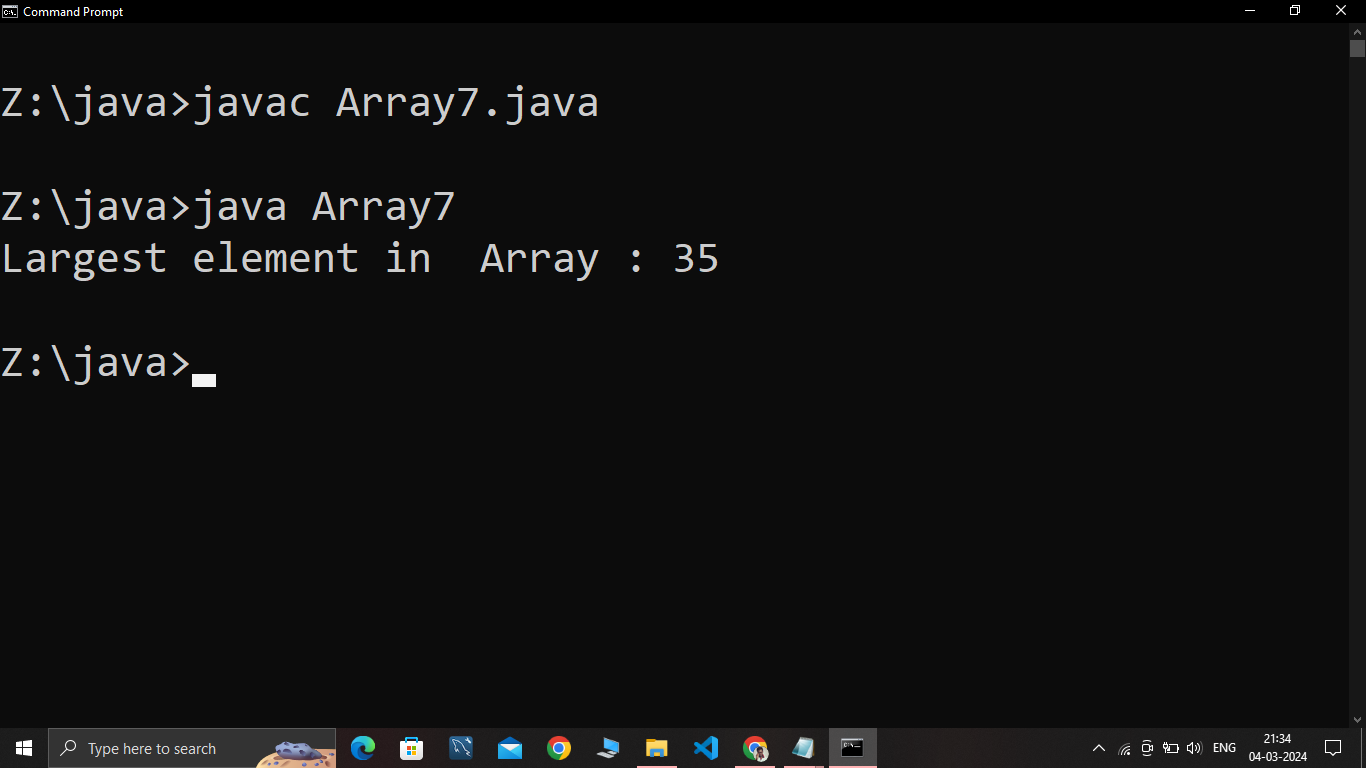 Command Prompt
Z:\java>javac Array7.java
Z:\java>java Array7
Largest element in  Array : 35
Z:\java>
Type here to search
ENG
21:34
04-03-2024